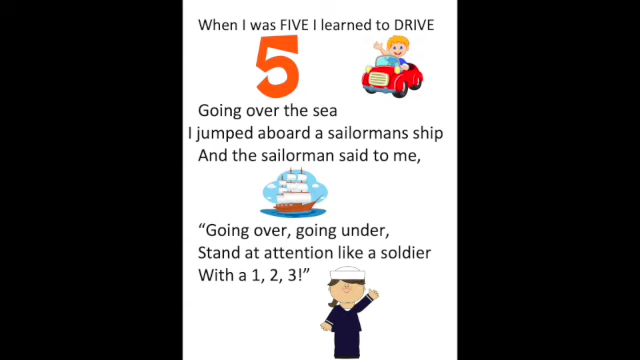 When I was FIVE I learned to DRIVE
5
Going over the sea
I jumped aboard a sailormans ship
And the sailorman said to me,
“Going over, going under,
Stand at attention like a soldier
With a 1, 2, 3!”